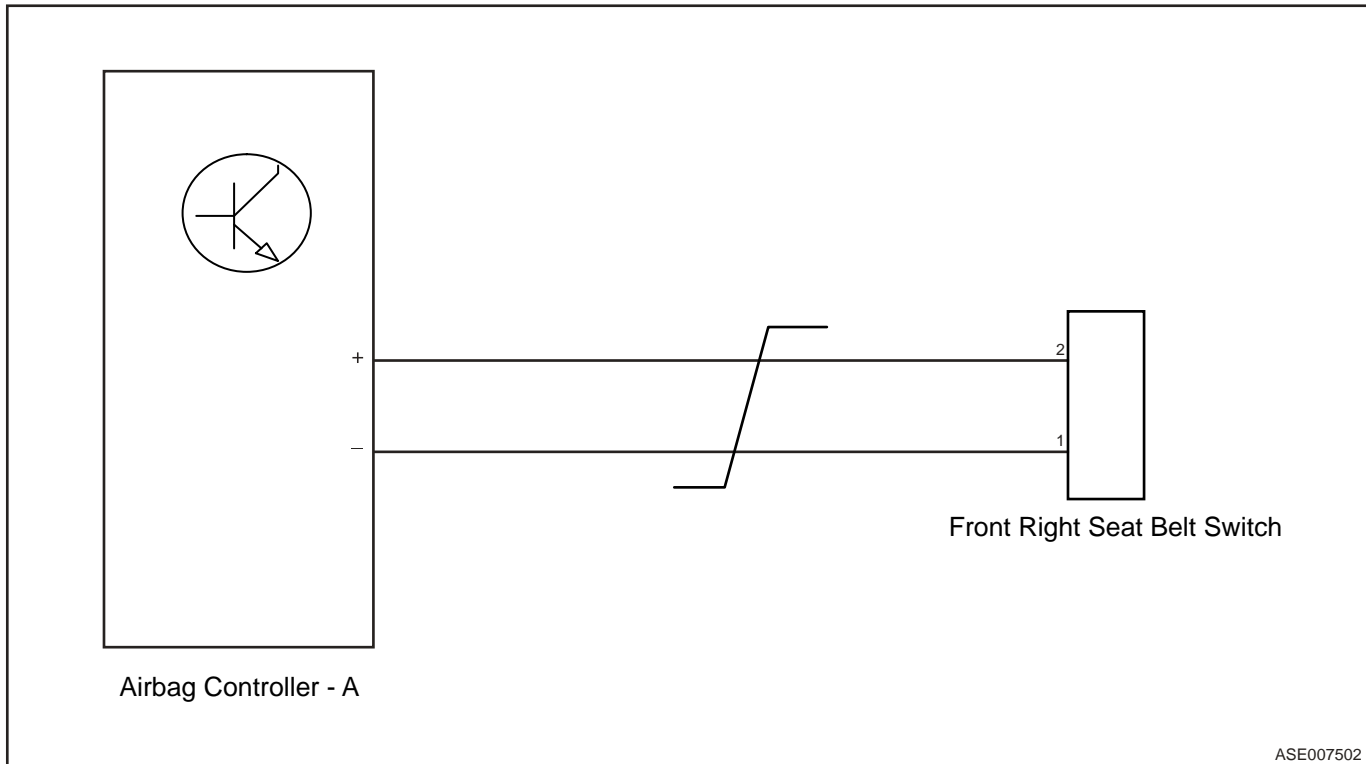 +
2
–
1
Front Right Seat Belt Switch
Airbag Controller - A
ASE007502